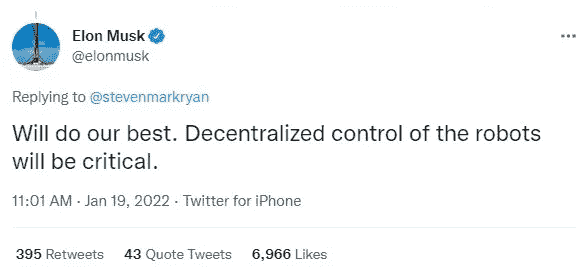 Elon Musk
@elonmusk
Replying to @stevenmarkryan
Will do our best. Decentralized control of the robots
will be critical.
11:01 AM · Jan 19, 2022 · Twitter for iPhone
395 Retweets 43 Quote Tweets 6,966 Likes